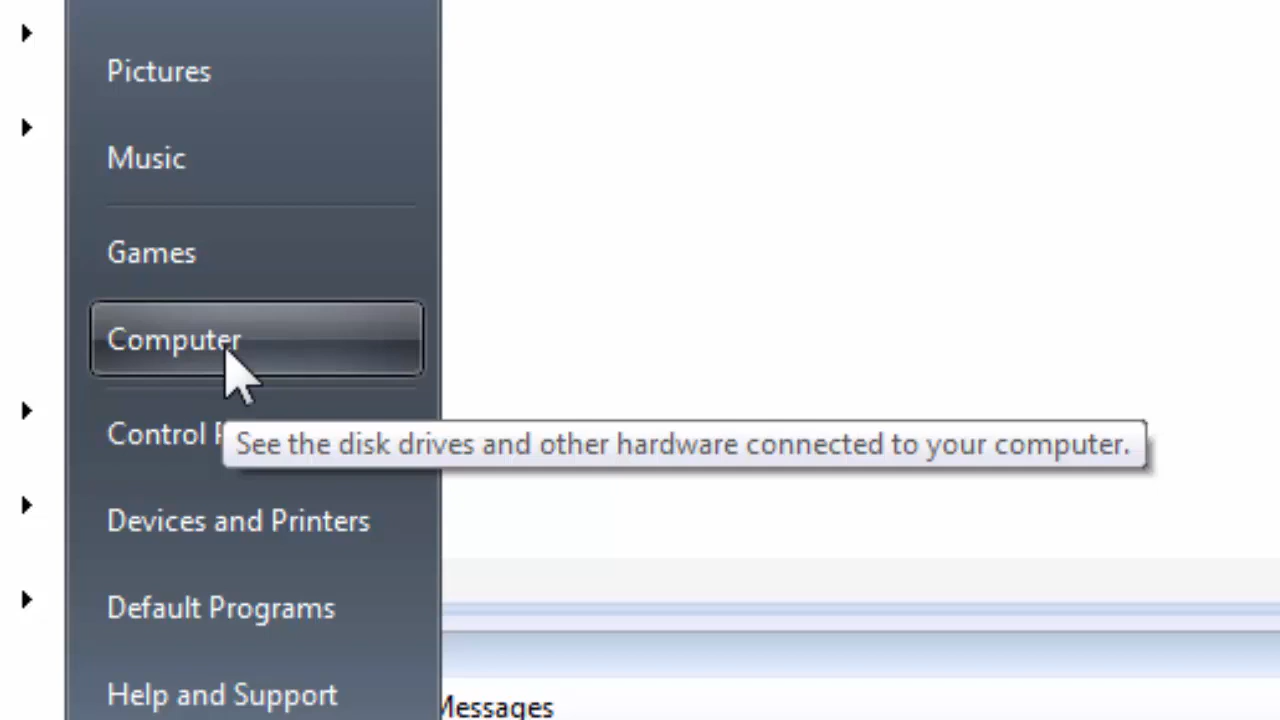 Pictures
Music
Games
Computer
Control
See the disk drives and other hardware connected to your computer.
Devices and Printers
Default Programs
Help and Support
Messages